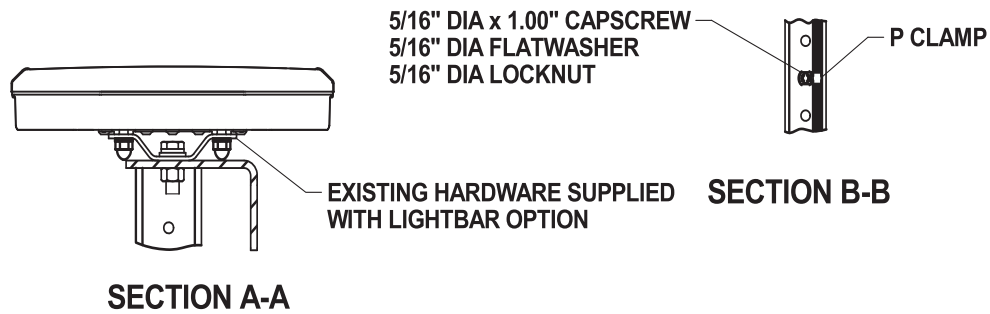 5/16" DIA x 1.00" CAPSCREW
5/16" DIA FLATWASHER
5/16" DIA LOCKNUT
P CLAMP
EXISTING HARDWARE SUPPLIED
WITH LIGHTBAR OPTION
SECTION B-B
SECTION A-A